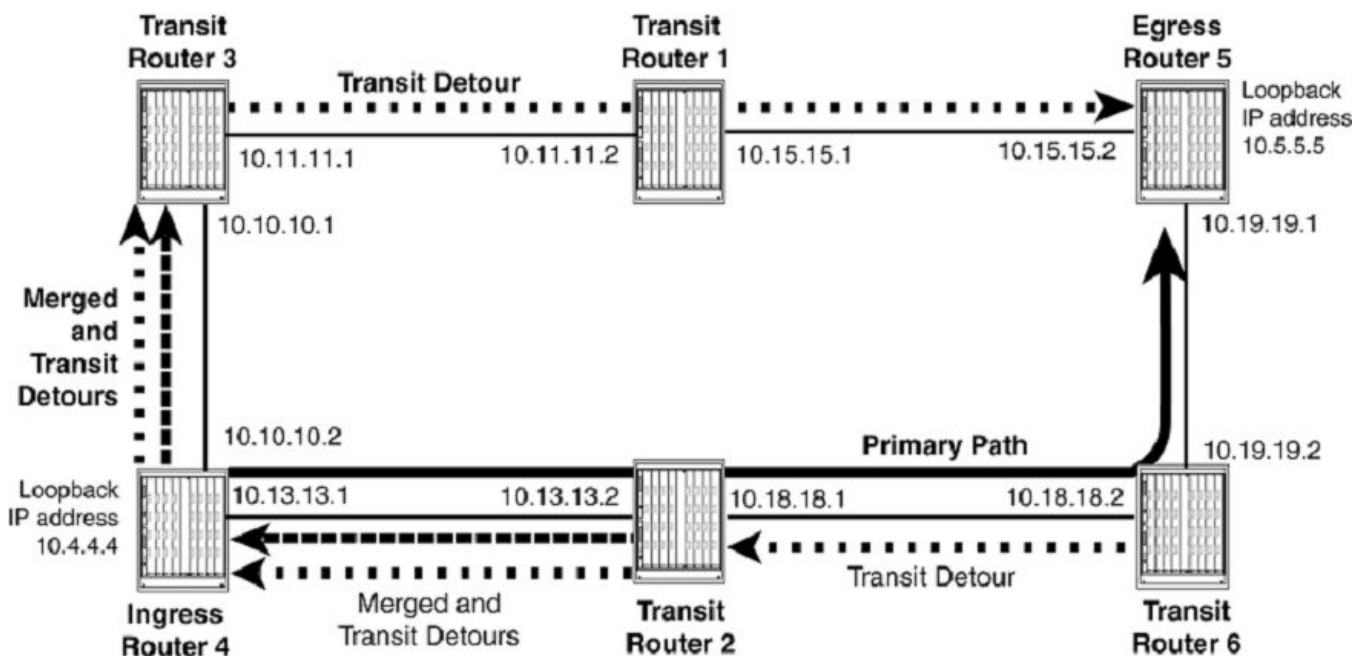 Transit
Router 3
Transit
Router 1
Egress
Router 5
Transit Detour
Loopback
IP address
10.5.5.5
10.11.11.1
10.11.11.2
10.15.15.1
10.15.15.2
10.10.10.1
10.19.19.1
Merged
and
Transit
Detours
10.10.10.2
Primary Path
10.19.19.2
Loopback
IP address
10.4.4.4
10.13.13.1
10.13.13.2
10.18.18.1
10.18.18.2
Ingress
Router 4
Merged and
Transit Detours
Transit
Router 2
Transit Detour
Transit
Router 6